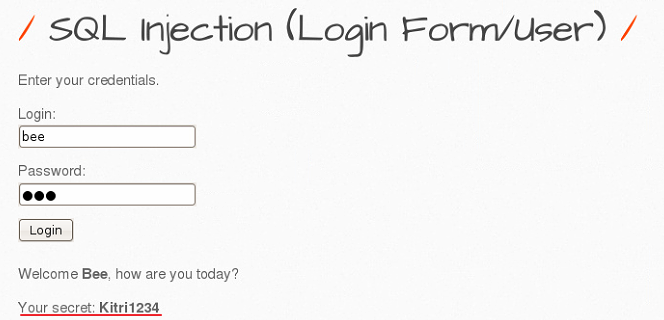 / SQL Injection (Login Form/User) /
Enter your credentials.
Login:
bee
Password:
●●●
Login
Welcome Bee, how are you today?
Your secret: Kitri1234